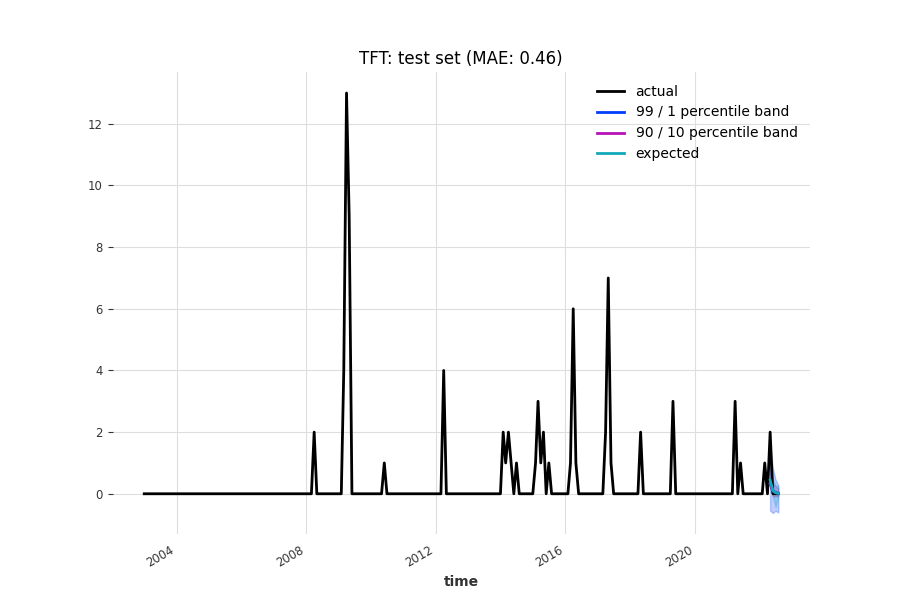 TFT: test set (MAE: 0.46)
actual
99 / 1 percentile band
90 / 10 percentile band
expected
12
10
8
6
4
2
0
2004
2008
2012
2016
2020
time